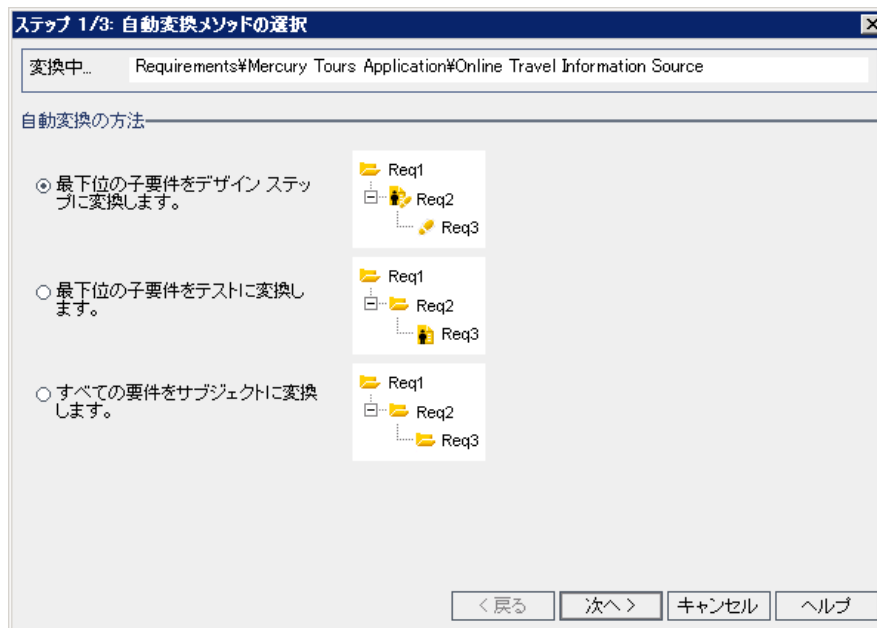 ステップ 1/3: 自動変換メソッドの選択
変換中... Requirements¥Mercury Tours Application¥Online Travel Information Source
自動変換の方法
最下位の子要件をデザイン ステッ
プに変換します。
Req1
Req2
Req3
最下位の子要件をテストに変換し
ます。
Req1
Req2
Req3
すべての要件をサブジェクトに変換
します。
Req1
Req2
Req3
< 戻る 次へ > キャンセル ヘルプ